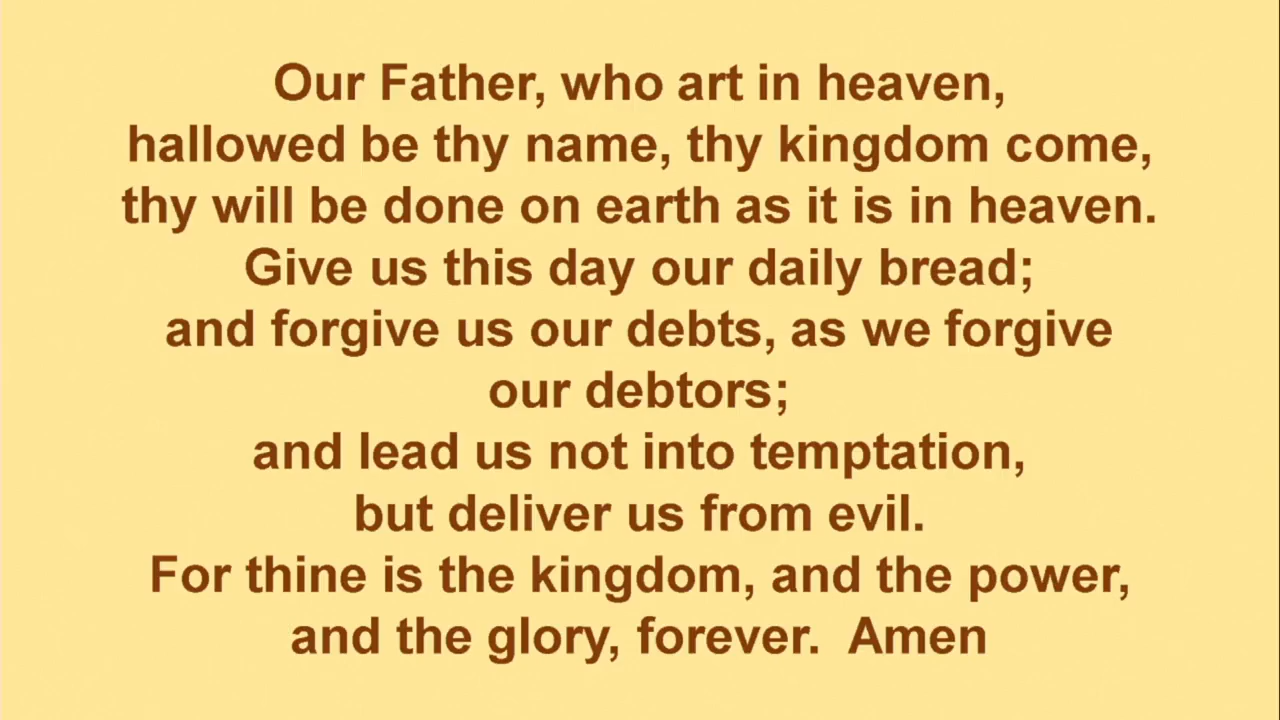 Our Father, who art in heaven,
hallowed be thy name, thy kingdom come,
thy will be done on earth as it is in heaven.
Give us this day our daily bread;
and forgive us our debts, as we forgive
our debtors;
and lead us not into temptation,
but deliver us from evil.
For thine is the kingdom, and the power,
and the glory, forever.  Amen